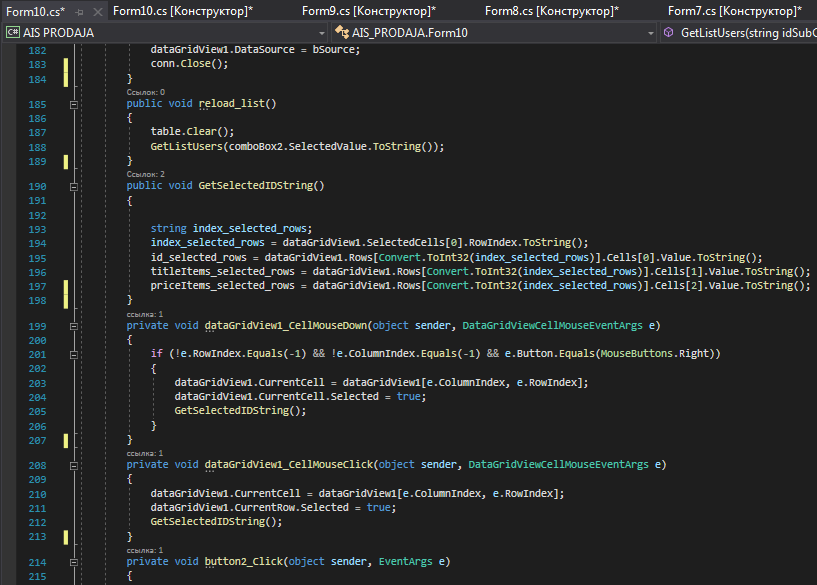 Form10.cs*
Form10.cs [Конструктор]*
Form9.cs [Конструктор]*
Form8.cs [Конструктор]*
Form7.cs [Конструктор]*
C# AIS PRODAJA
AIS_PRODAJA.Form10
GetListUsers(string idSubC
182 dataGridView1.DataSource = bSource;
183 conn.Close();
184 }
Ссылок: 0
185 public void reload_list()
186 {
187 table.Clear();
188 GetListUsers(comboBox2.SelectedValue.ToString());
189 }
Ссылок: 2
190 public void GetSelectedIDString()
191 {
192
193 string index_selected_rows;
194 index_selected_rows = dataGridView1.SelectedCells[0].RowIndex.ToString();
195 id_selected_rows = dataGridView1.Rows[Convert.ToInt32(index_selected_rows)].Cells[0].Value.ToString();
196 titleItems_selected_rows = dataGridView1.Rows[Convert.ToInt32(index_selected_rows)].Cells[1].Value.ToString();
197 priceItems_selected_rows = dataGridView1.Rows[Convert.ToInt32(index_selected_rows)].Cells[2].Value.ToString();
198 }
ссылка: 1
199 private void dataGridView1_CellMouseDown(object sender, DataGridViewCellMouseEventArgs e)
200 {
201 if (!e.RowIndex.Equals(-1) && !e.ColumnIndex.Equals(-1) && e.Button.Equals(MouseButtons.Right))
202 {
203 dataGridView1.CurrentCell = dataGridView1[e.ColumnIndex, e.RowIndex];
204 dataGridView1.CurrentCell.Selected = true;
205 GetSelectedIDString();
206 }
207 }
ссылка: 1
208 private void dataGridView1_CellMouseClick(object sender, DataGridViewCellMouseEventArgs e)
209 {
210 dataGridView1.CurrentCell = dataGridView1[e.ColumnIndex, e.RowIndex];
211 dataGridView1.CurrentRow.Selected = true;
212 GetSelectedIDString();
213 }
ссылка: 1
214 private void button2_Click(object sender, EventArgs e)
215 {